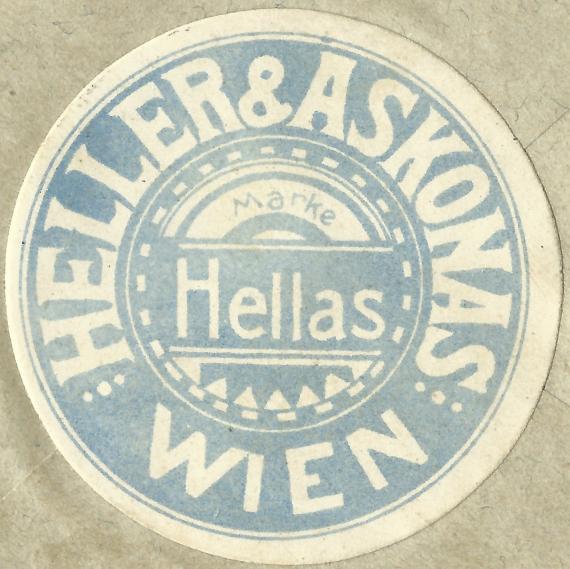 HELLER & ASKONAS
Marke
Hellas
WIEN